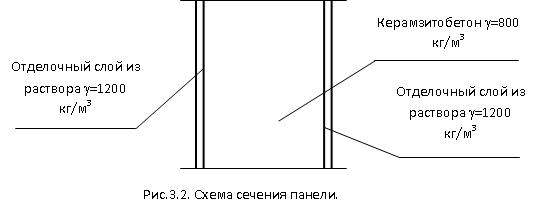 Отделочный слой из
раствора γ=1200
кг/м³
Керамзитобетон γ=800
кг/м³
Отделочный слой из
раствора γ=1200
кг/м³
Рис.3.2. Схема сечения панели.